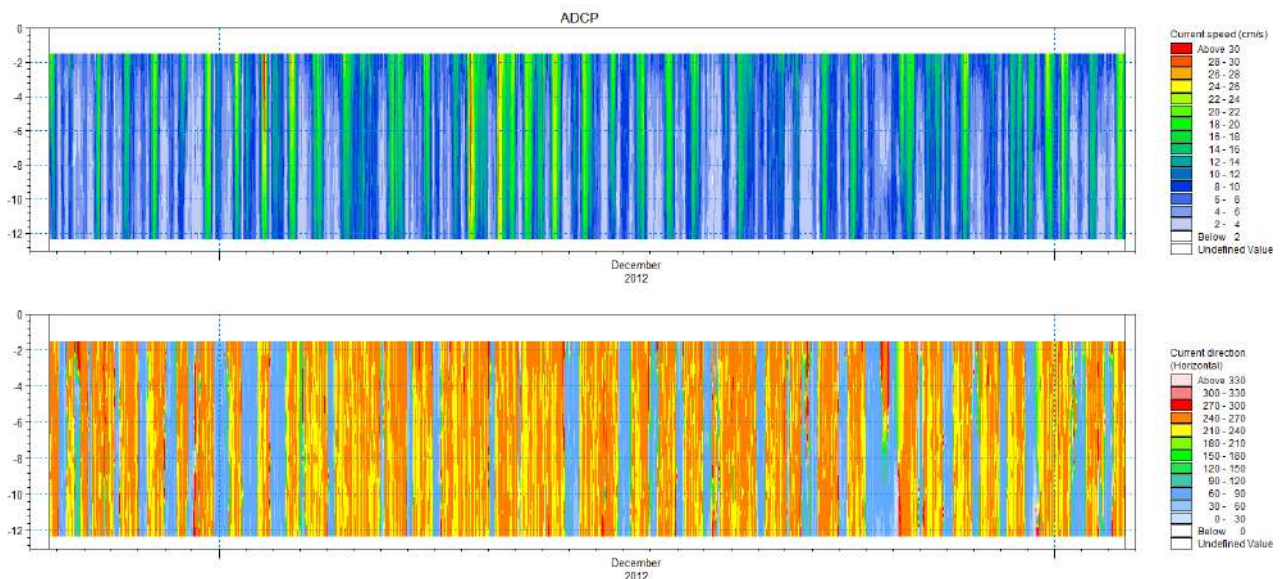 ADCP
0
-2
-4
-6
-8
-10
-12
December
2012
Current speed (cm/s)
Above 30
28 - 30
26 - 28
24 - 26
22 - 24
20 - 22
18 - 20
16 - 18
14 - 16
12 - 14
10 - 12
8 - 10
6 - 8
4 - 6
2 - 4
Below 2
Undefined Value
0
-2
-4
-6
-8
-10
-12
December
2012
Current direction
(Horizontal)
Above 330
300 - 330
270 - 300
240 - 270
210 - 240
180 - 210
150 - 180
120 - 150
90 - 120
60 - 90
30 - 60
0 - 30
Below 0
Undefined Value